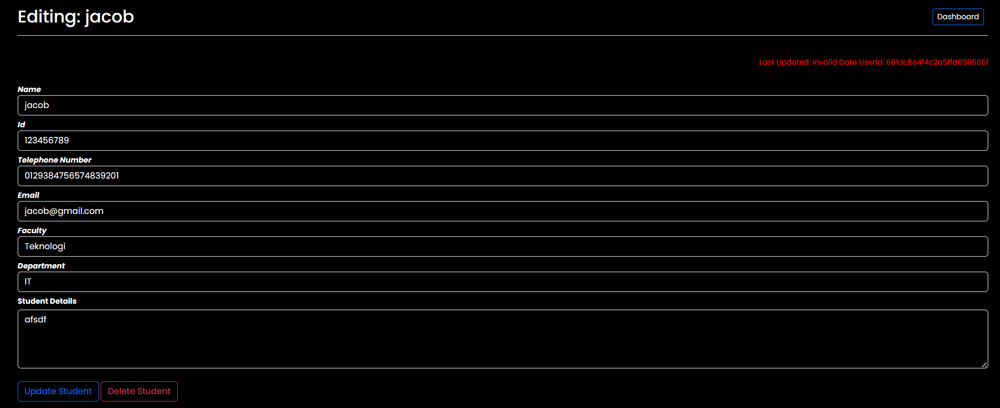 Editing: jacob
Dashboard
Last Updated: Invalid Date UserId: 661dc8e4f4c2a5ffd699665f
Name
jacob
Id
123456789
Telephone Number
0129384756574839201
Email
jacob@gmail.com
Faculty
Teknologi
Department
IT
Student Details
afsdf
Update Student Delete Student